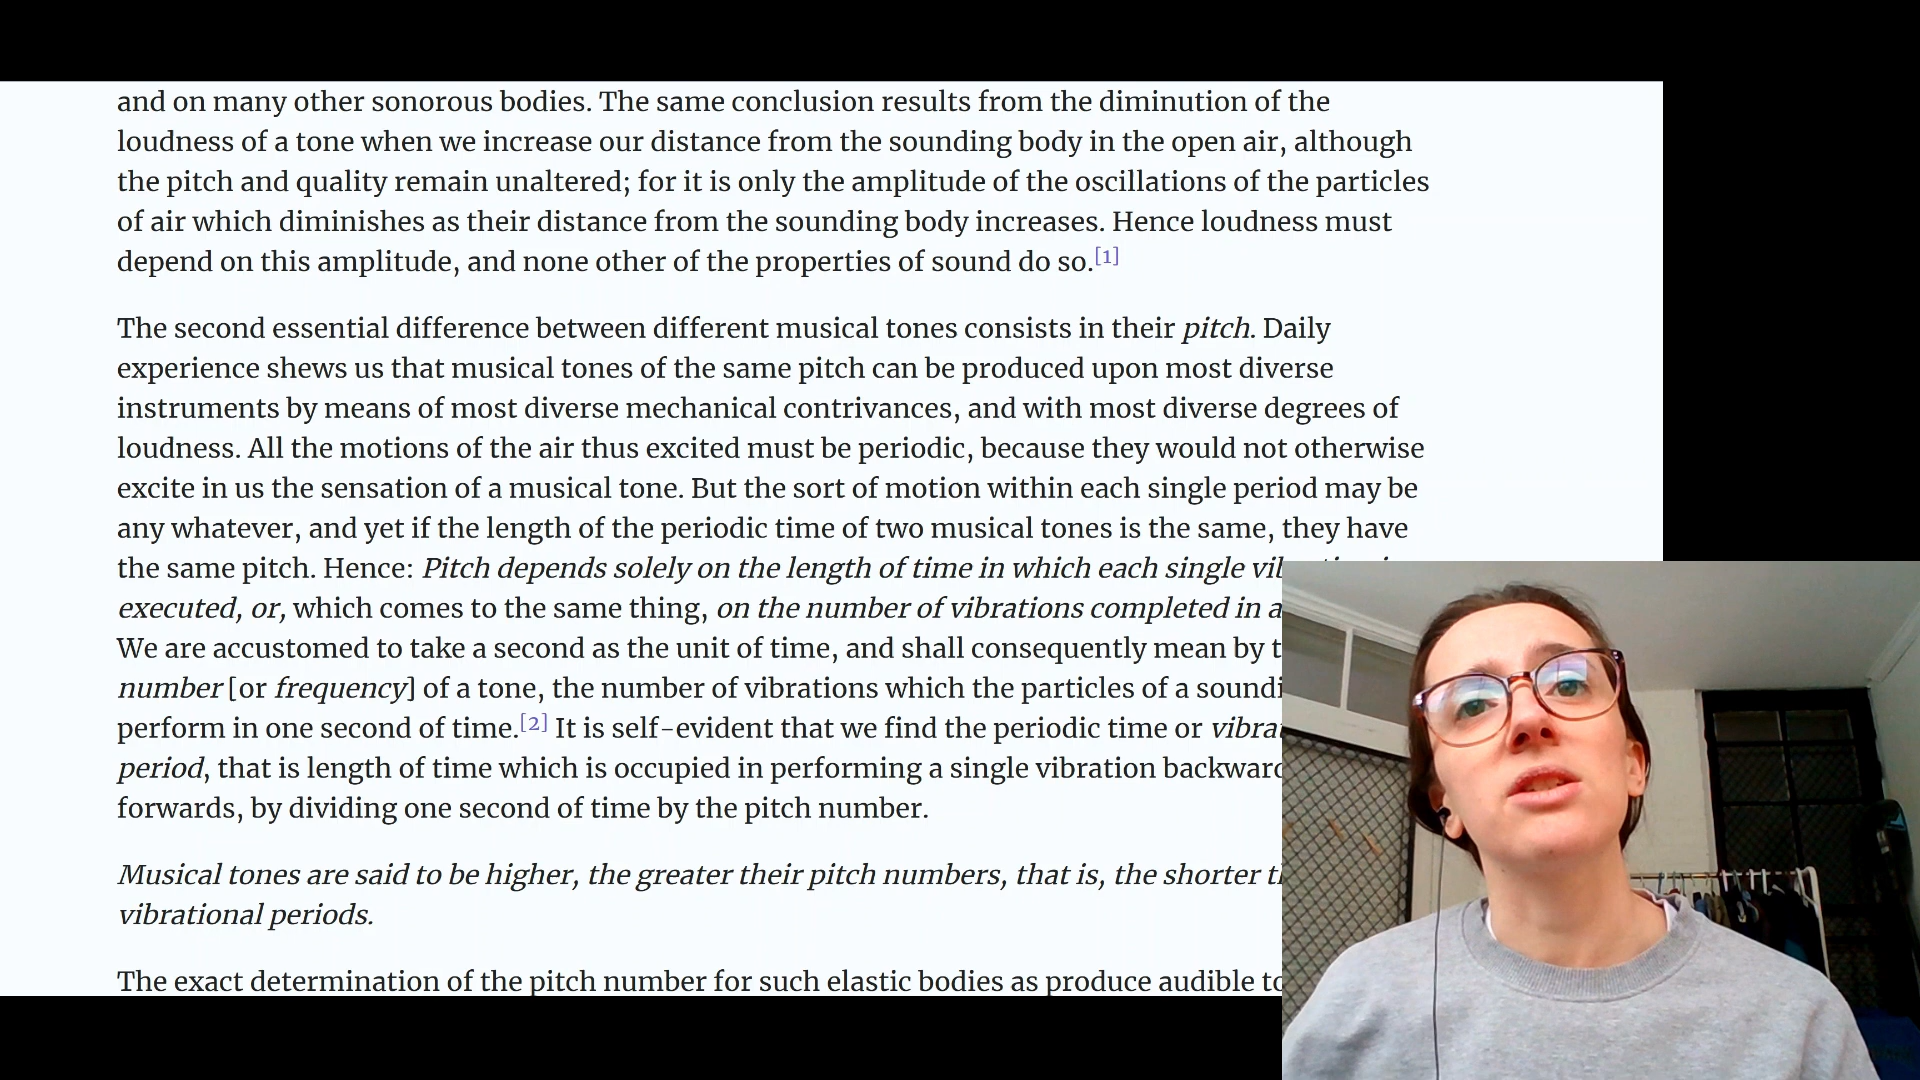 and on many other sonorous bodies. The same conclusion results from the diminution of the
loudness of a tone when we increase our distance from the sounding body in the open air, although
the pitch and quality remain unaltered; for it is only the amplitude of the oscillations of the particles
of air which diminishes as their distance from the sounding body increases. Hence loudness must
depend on this amplitude, and none other of the properties of sound do so.[1]
The second essential difference between different musical tones consists in their pitch. Daily
experience shews us that musical tones of the same pitch can be produced upon most diverse
instruments by means of most diverse mechanical contrivances, and with most diverse degrees of
loudness. All the motions of the air thus excited must be periodic, because they would not otherwise
excite in us the sensation of a musical tone. But the sort of motion within each single period may be
any whatever, and yet if the length of the periodic time of two musical tones is the same, they have
the same pitch. Hence: Pitch depends solely on the length of time in which each single
executed, or, which comes to the same thing, on the number of vibrations completed in a
We are accustomed to take a second as the unit of time, and shall consequently mean by
number [or frequency] of a tone, the number of vibrations which the particles of a
perform in one second of time.[2] It is self-evident that we find the periodic time or
period, that is length of time which is occupied in performing a single vibration
forwards, by dividing one second of time by the pitch number.
Musical tones are said to be higher, the greater their pitch numbers, that is, the shorter
vibrational periods.
The exact determination of the pitch number for such elastic bodies as produce audible